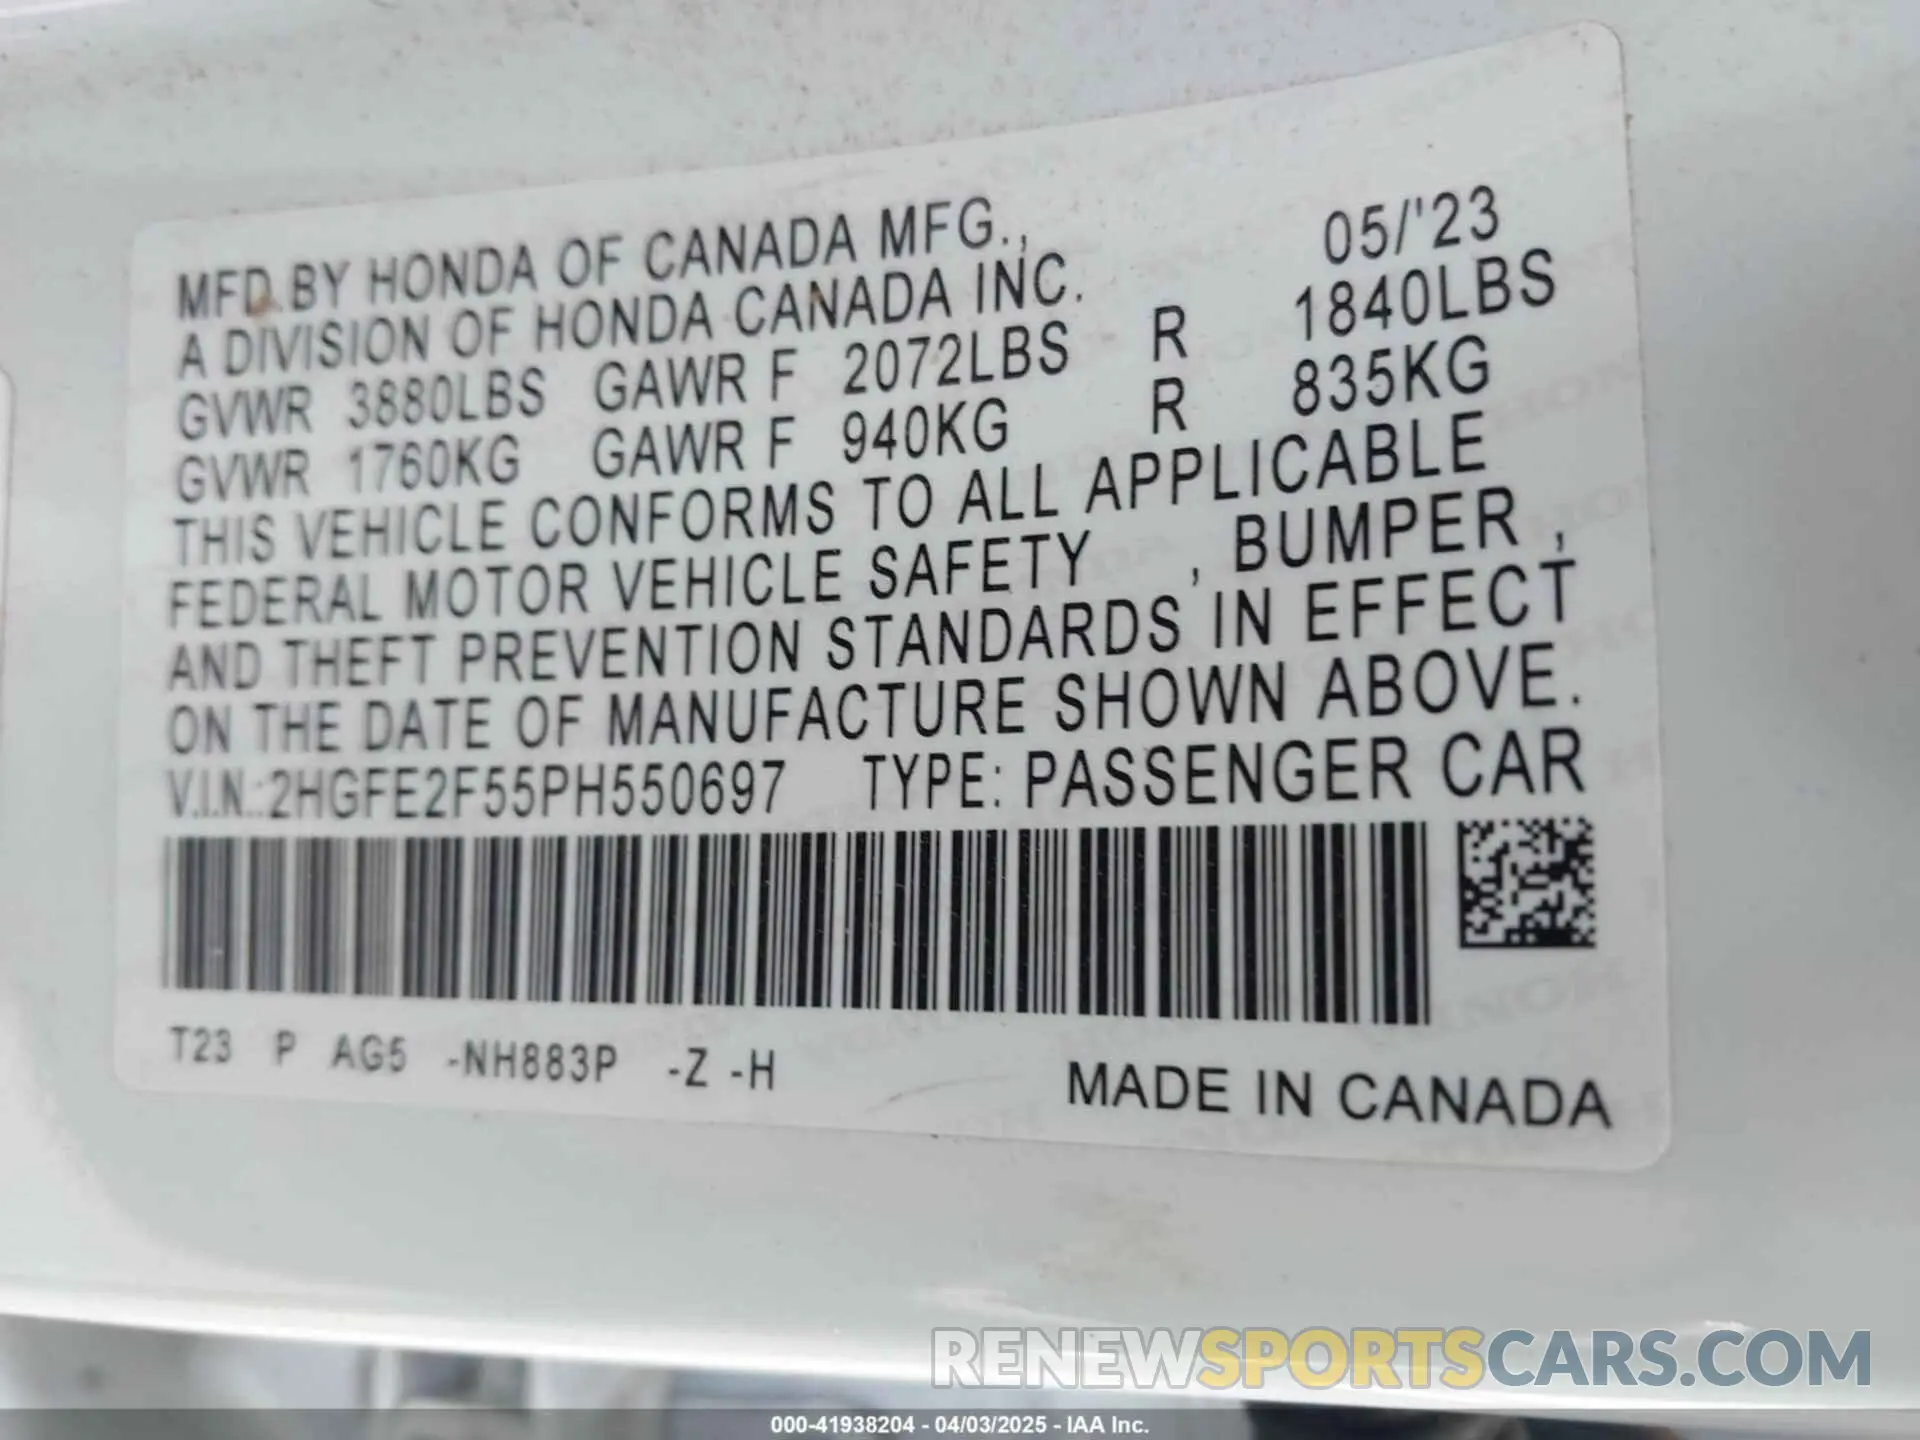 MFD.BY HONDA OF CANADA MFG., 05/'23
A DIVISION OF HONDA CANADA INC.
GVWR 3880LBS GAWR F 2072LBS R 1840LBS
GVWR 1760KG GAWR F 940KG R 835KG
THIS VEHICLE CONFORMS TO ALL APPLICABLE
FEDERAL MOTOR VEHICLE SAFETY , BUMPER ,
AND THEFT PREVENTION STANDARDS IN EFFECT
ON THE DATE OF MANUFACTURE SHOWN ABOVE.
V.I.N.:2HGFE2F55PH550697 TYPE: PASSENGER CAR
T23 P AG5 -NH883P -Z -H
MADE IN CANADA
RENEWSPORTSCARS.COM
000-41938204 - 04/03/2025 - IAA Inc.